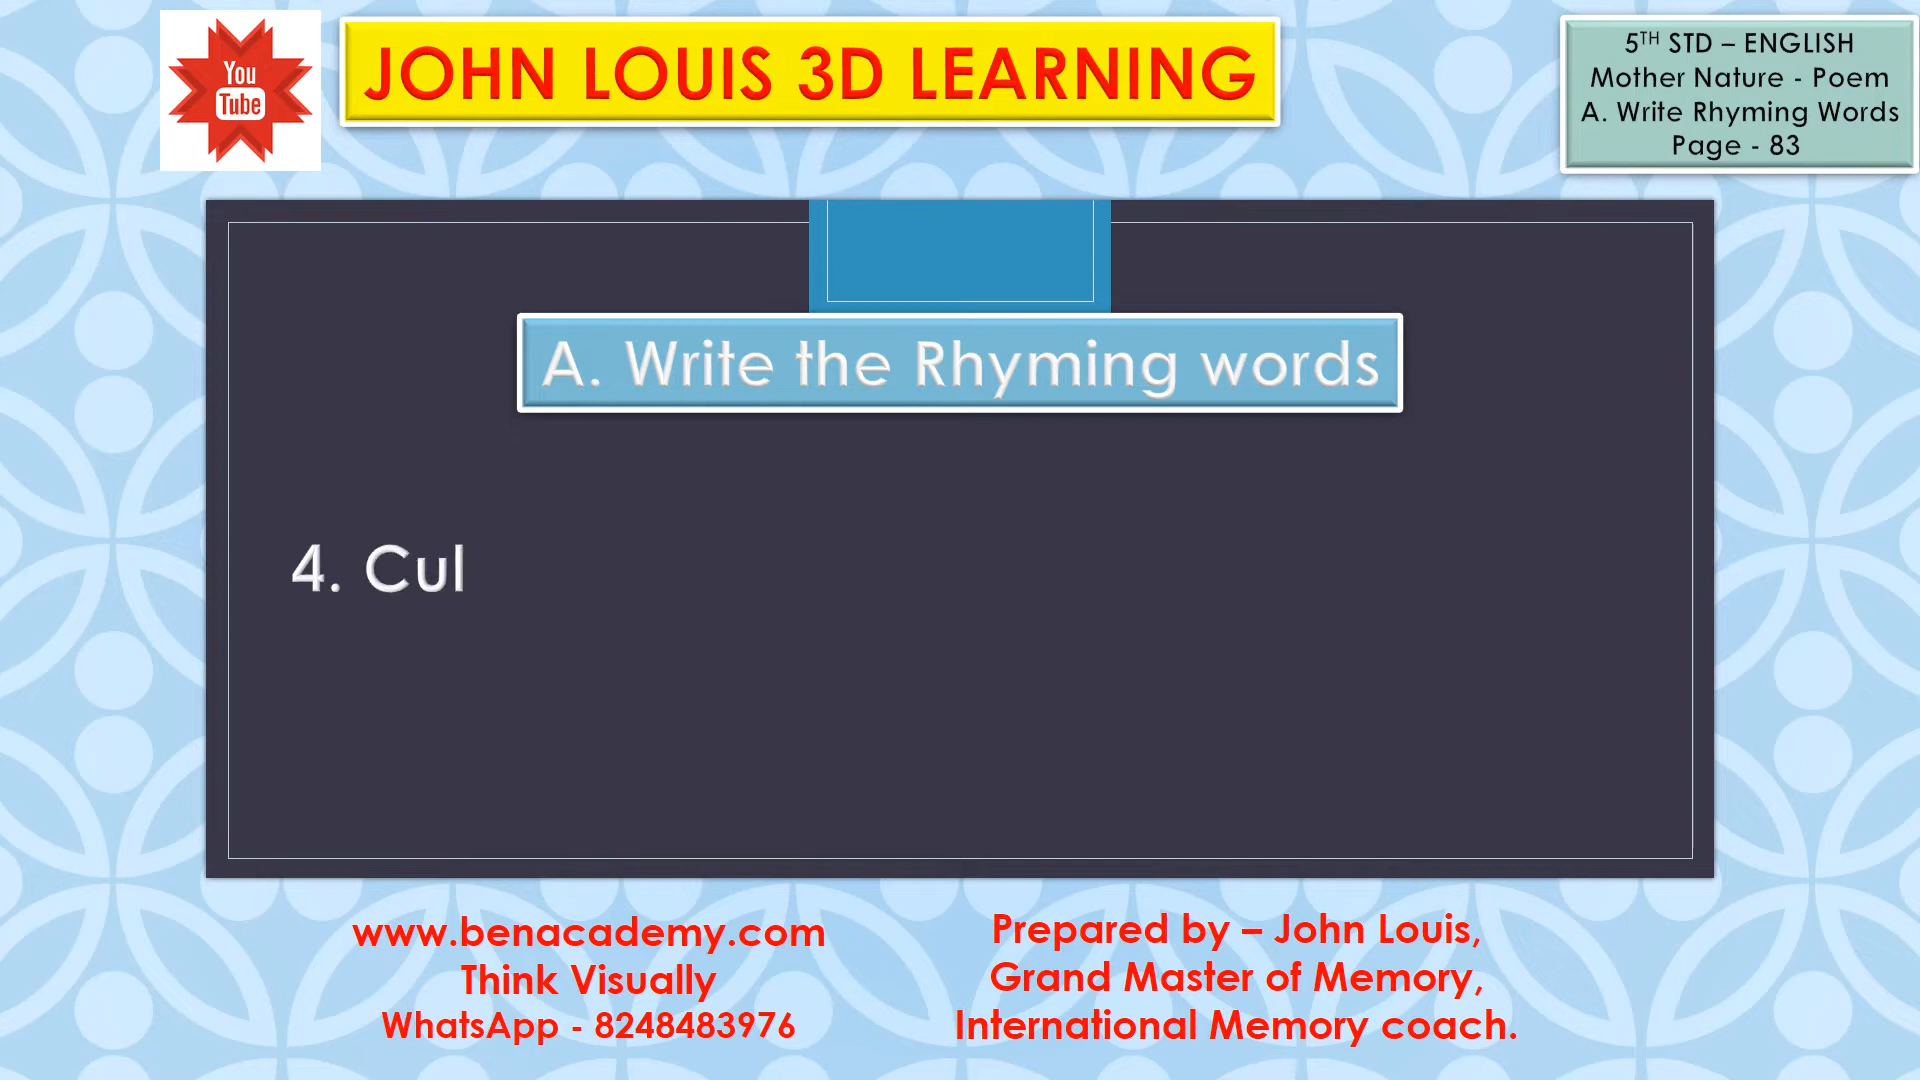 You
Tube
JOHN LOUIS 3D LEARNING
5TH STD – ENGLISH
Mother Nature - Poem
A. Write Rhyming Words
Page - 83
A. Write the Rhyming words
4. Cul
www.benacademy.com
Think Visually
WhatsApp - 8248483976
Prepared by – John Louis,
Grand Master of Memory,
International Memory coach.